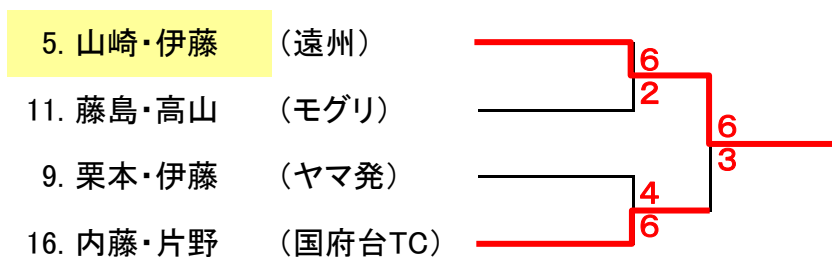 5. 山崎・伊藤 （遠州）
6
2
11. 藤島・高山 （モグリ）
6
3
9. 栗本・伊藤 （ヤマ発）
4
6
16. 内藤・片野 （国府台TC）